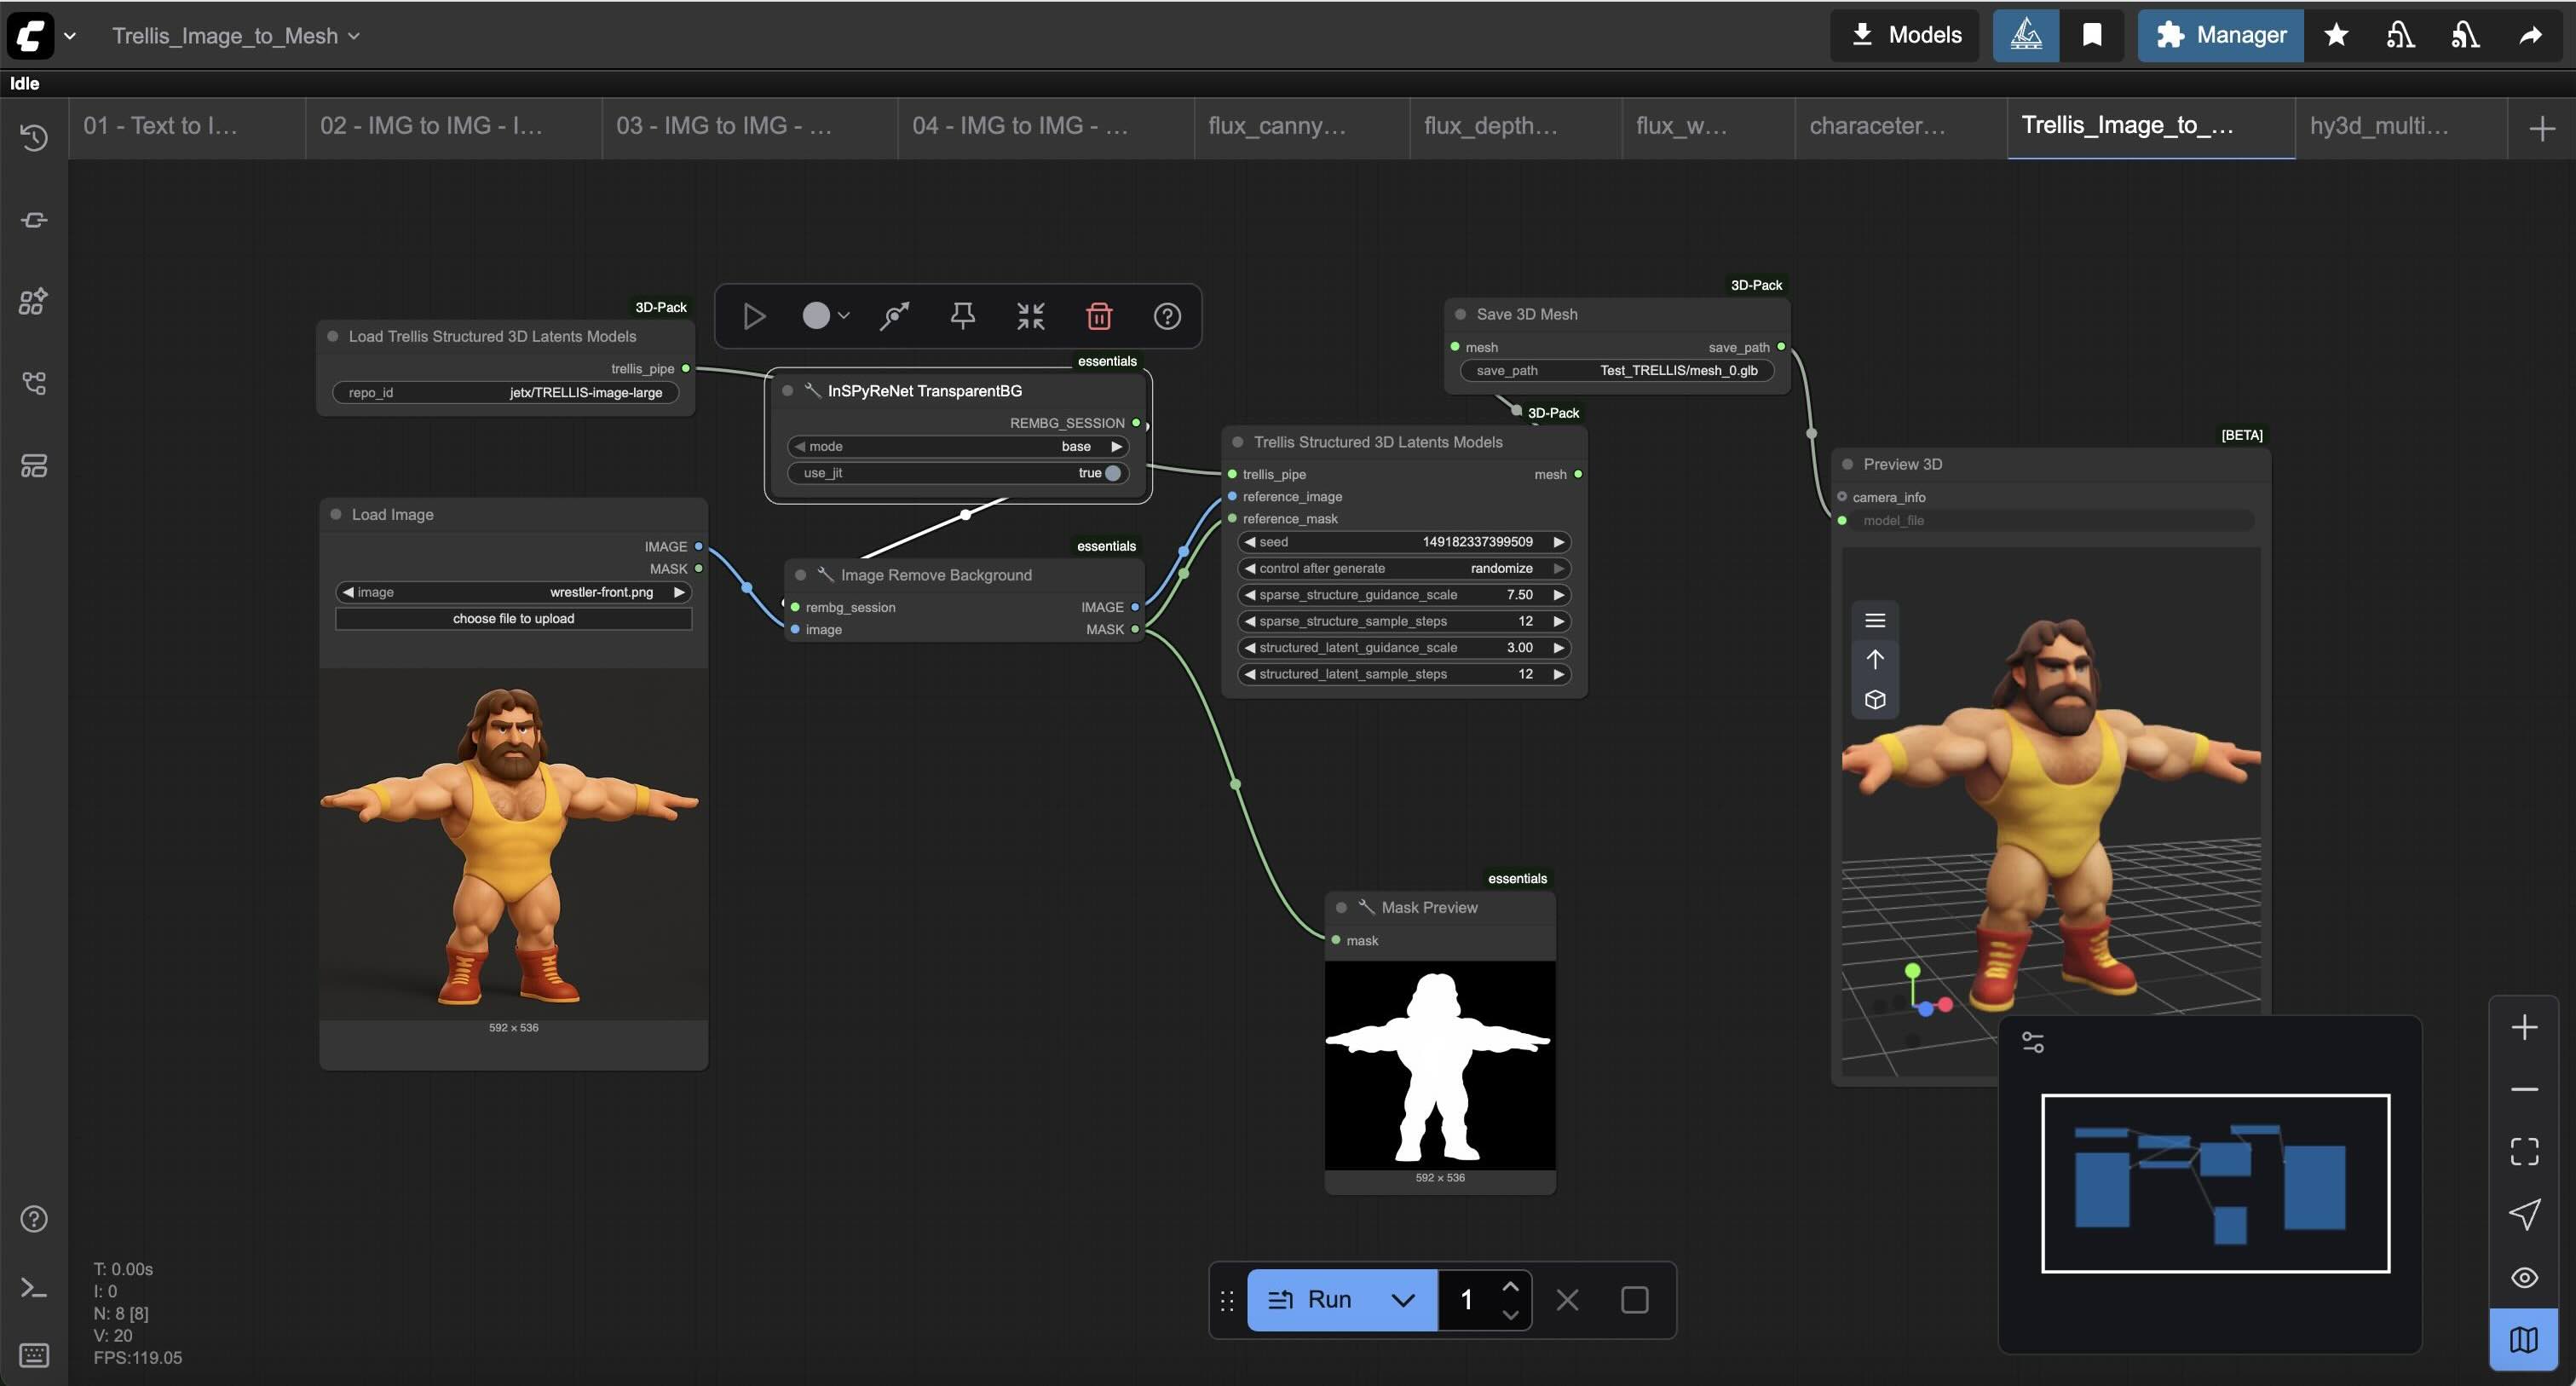 Trellis_Image_to_Mesh
Models
Manager
Idle
01 - Text to I...
02 - IMG to IMG - I...
03 - IMG to IMG - ...
04 - IMG to IMG - ...
flux_canny...
flux_depth...
flux_w...
characeter...
Trellis_Image_to_...
hy3d_multi...
3D-Pack
Load Trellis Structured 3D Latents Models
trellis_pipe
repo_id jetx/TRELLIS-image-large
essentials
InSPyReNet TransparentBG
REMBG_SESSION
mode base
use_jit true
3D-Pack
Save 3D Mesh
mesh save_path
save_path Test_TRELLIS/mesh_0.glb
3D-Pack
Trellis Structured 3D Latents Models
trellis_pipe mesh
reference_image
reference_mask
seed 149182337399509
control after generate randomize
sparse_structure_guidance_scale 7.50
sparse_structure_sample_steps 12
structured_latent_guidance_scale 3.00
structured_latent_sample_steps 12
[BETA]
Preview 3D
camera_info
model_file
Load Image
IMAGE
MASK
image wrestler-front.png
choose file to upload
592 × 536
essentials
Image Remove Background
rembg_session IMAGE
image MASK
essentials
Mask Preview
mask
592 × 536
T: 0.00s
I: 0
N: 8 [8]
V: 20
FPS:119.05
Run 1